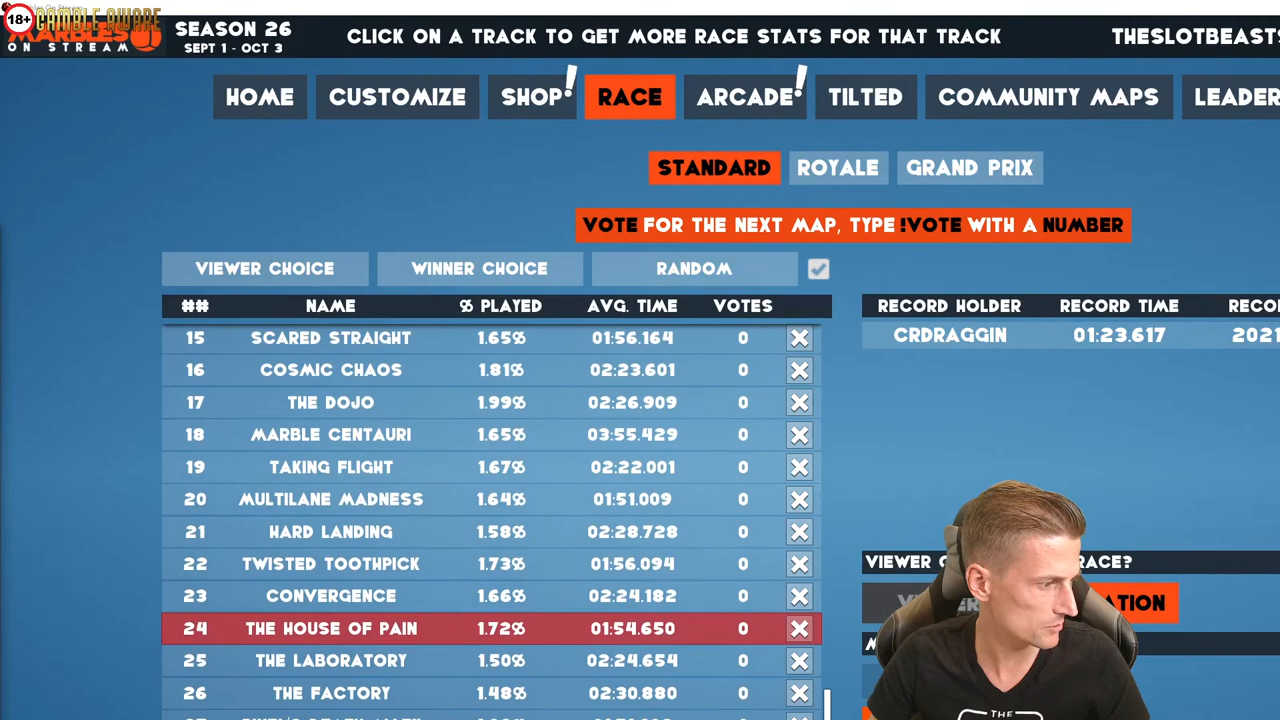 18+ GAMBLE AWARE
MARBLES
ON STREAM
SEASON 26
SEPT 1 - OCT 3
CLICK ON A TRACK TO GET MORE RACE STATS FOR THAT TRACK
THESLOTBEASTS
HOME CUSTOMIZE SHOP! RACE ARCADE! TILTED COMMUNITY MAPS LEADER
STANDARD ROYALE GRAND PRIX
VOTE FOR THE NEXT MAP, TYPE !VOTE WITH A NUMBER
VIEWER CHOICE WINNER CHOICE RANDOM
## NAME % PLAYED AVG. TIME VOTES
15 SCARED STRAIGHT 1.65% 01:56.164 0
16 COSMIC CHAOS 1.81% 02:23.601 0
17 THE DOJO 1.99% 02:26.909 0
18 MARBLE CENTAURI 1.65% 03:55.429 0
19 TAKING FLIGHT 1.67% 02:22.001 0
20 MULTILANE MADNESS 1.64% 01:51.009 0
21 HARD LANDING 1.58% 02:28.728 0
22 TWISTED TOOTHPICK 1.73% 01:56.094 0
23 CONVERGENCE 1.66% 02:24.182 0
24 THE HOUSE OF PAIN 1.72% 01:54.650 0
25 THE LABORATORY 1.50% 02:24.654 0
26 THE FACTORY 1.48% 02:30.880 0
RECORD HOLDER RECORD TIME RECO
CRDRAGGIN 01:23.617 2021
VIEWER RACE?
ATION
THE